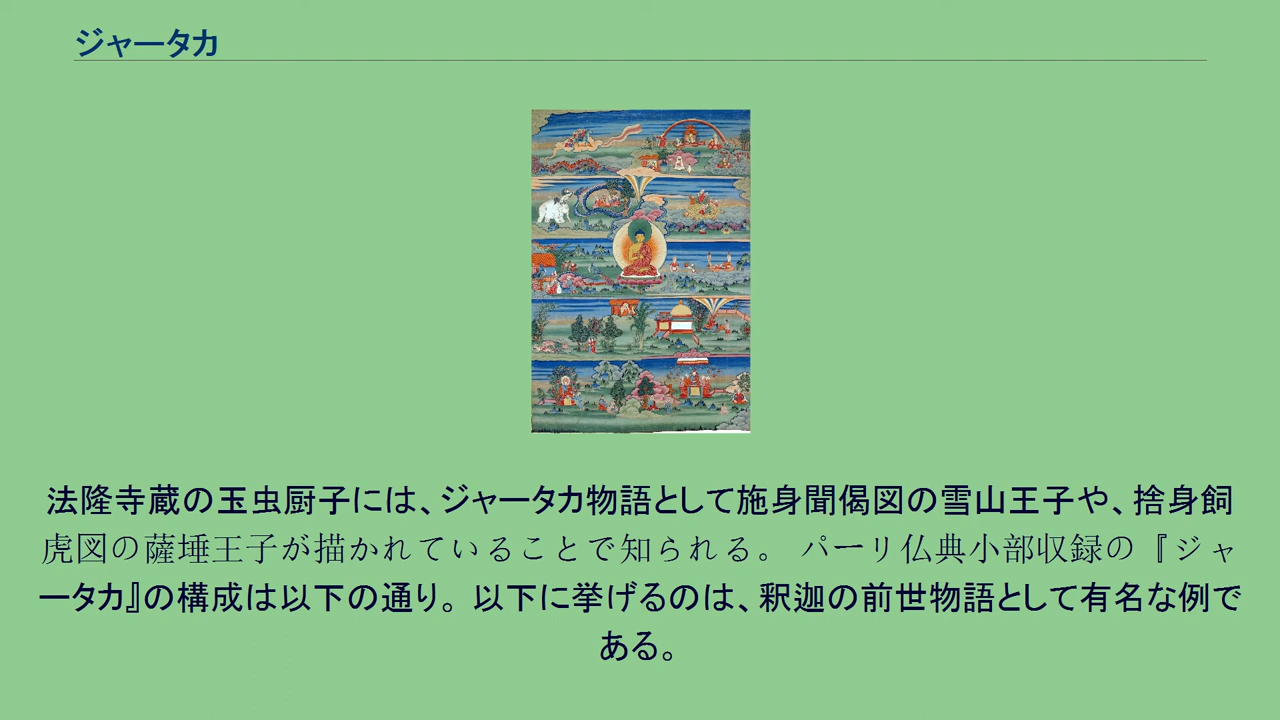 ジャータカ
法隆寺蔵の玉虫厨子には、ジャータカ物語として施身聞偈図の雪山王子や、捨身飼
虎図の薩埵王子が描かれていることで知られる。 パーリ仏典小部収録の『ジャ
ータカ』の構成は以下の通り。 以下に挙げるのは、釈迦の前世物語として有名な例で
ある。